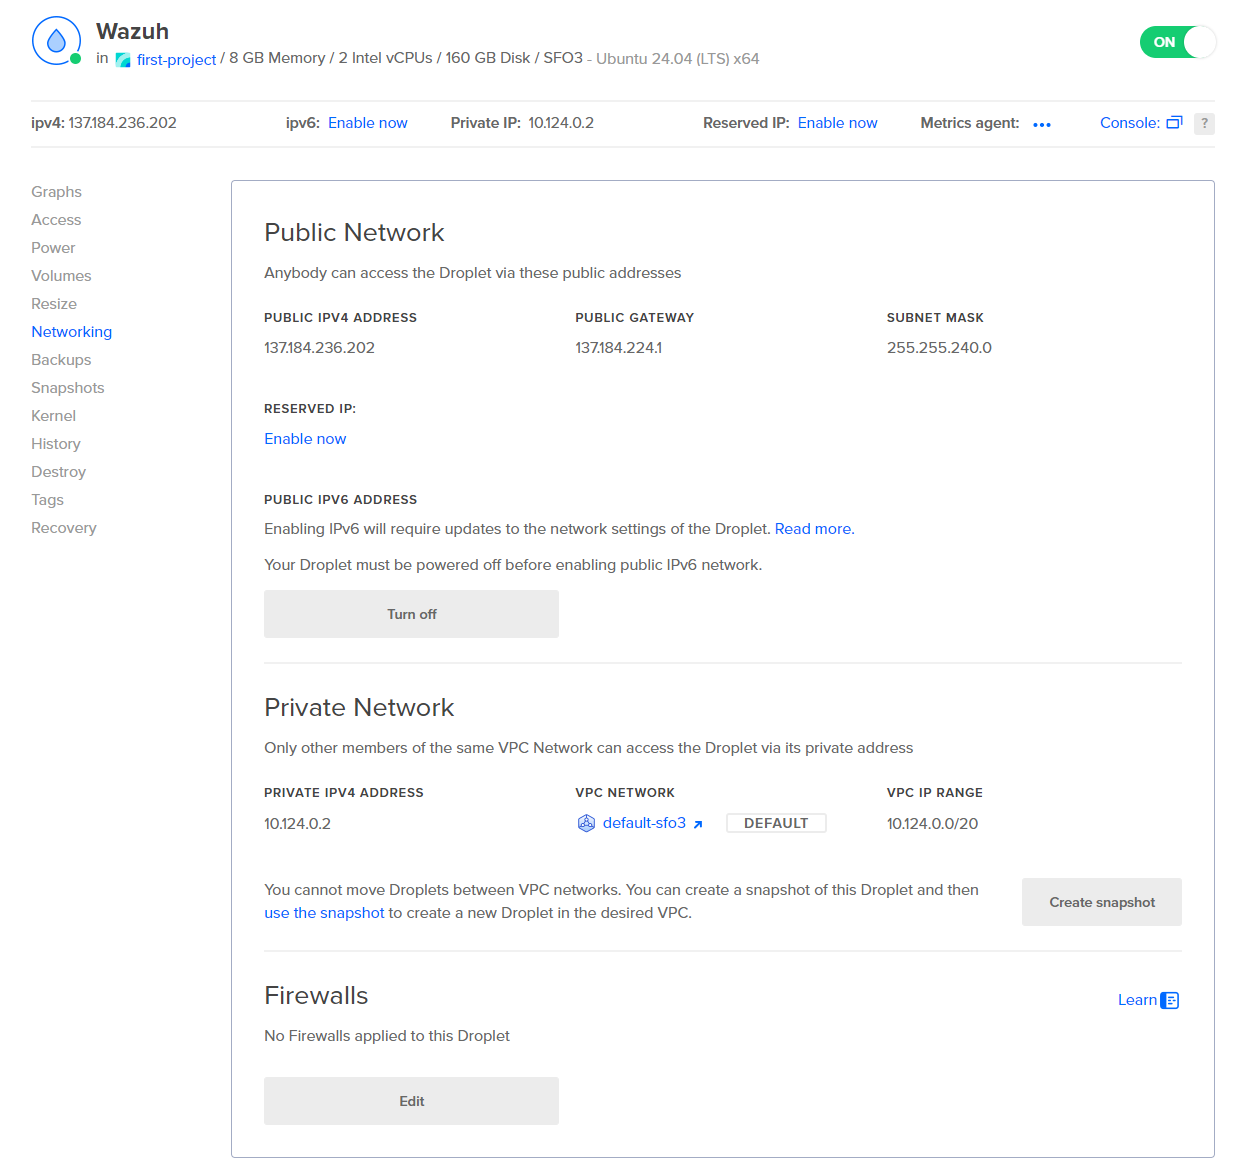 Wazuh
in first-project / 8 GB Memory / 2 Intel vCPUs / 160 GB Disk / SFO3 - Ubuntu 24.04 (LTS) x64
ON
ipv4: 137.184.236.202 ipv6: Enable now Private IP: 10.124.0.2 Reserved IP: Enable now Metrics agent: ••• Console: ?
Graphs
Access
Power
Volumes
Resize
Networking
Backups
Snapshots
Kernel
History
Destroy
Tags
Recovery
Public Network
Anybody can access the Droplet via these public addresses
PUBLIC IPV4 ADDRESS PUBLIC GATEWAY SUBNET MASK
137.184.236.202 137.184.224.1 255.255.240.0
RESERVED IP:
Enable now
PUBLIC IPV6 ADDRESS
Enabling IPv6 will require updates to the network settings of the Droplet. Read more.
Your Droplet must be powered off before enabling public IPv6 network.
Turn off
Private Network
Only other members of the same VPC Network can access the Droplet via its private address
PRIVATE IPV4 ADDRESS VPC NETWORK VPC IP RANGE
10.124.0.2 default-sfo3 DEFAULT 10.124.0.0/20
You cannot move Droplets between VPC networks. You can create a snapshot of this Droplet and then
use the snapshot to create a new Droplet in the desired VPC.
Create snapshot
Firewalls
Learn
No Firewalls applied to this Droplet
Edit